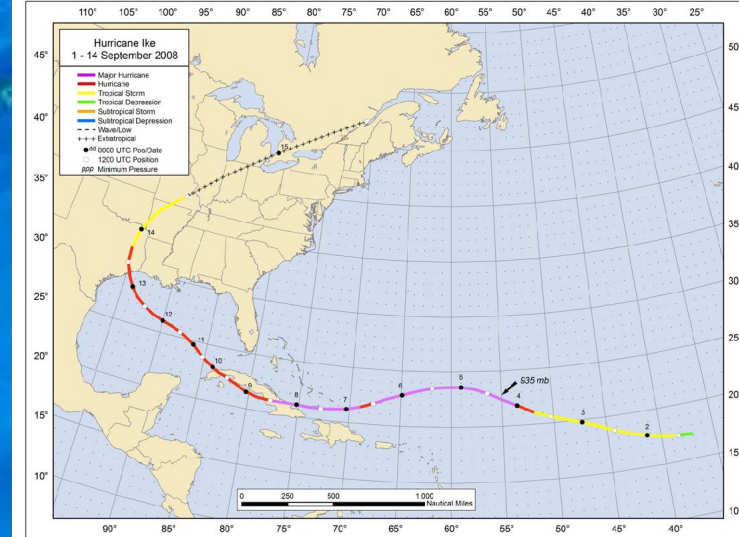 110° 105° 100° 95° 90° 85° 80° 75° 70° 65° 60° 55° 50° 45° 40° 35° 30° 25°
Hurricane Ike
1 - 14 September 2008
Major Hurricane
Hurricane
Tropical Storm
Tropical Depression
Subtropical Storm
Subtropical Depression
Wave/Low
Extratropical
dd 0000 UTC Pos/Date
1200 UTC Position
ppp Minimum Pressure
45°
40°
35°
30°
25°
20°
15°
10°
50
45
40
35
30
25
20
15
10
15
14
13
12
11
10
9
8
7
6
5
4
3
2
935 mb
0 250 500 1 000
Nautical Miles
90° 85° 80° 75° 70° 65° 60° 55° 50° 45° 40°